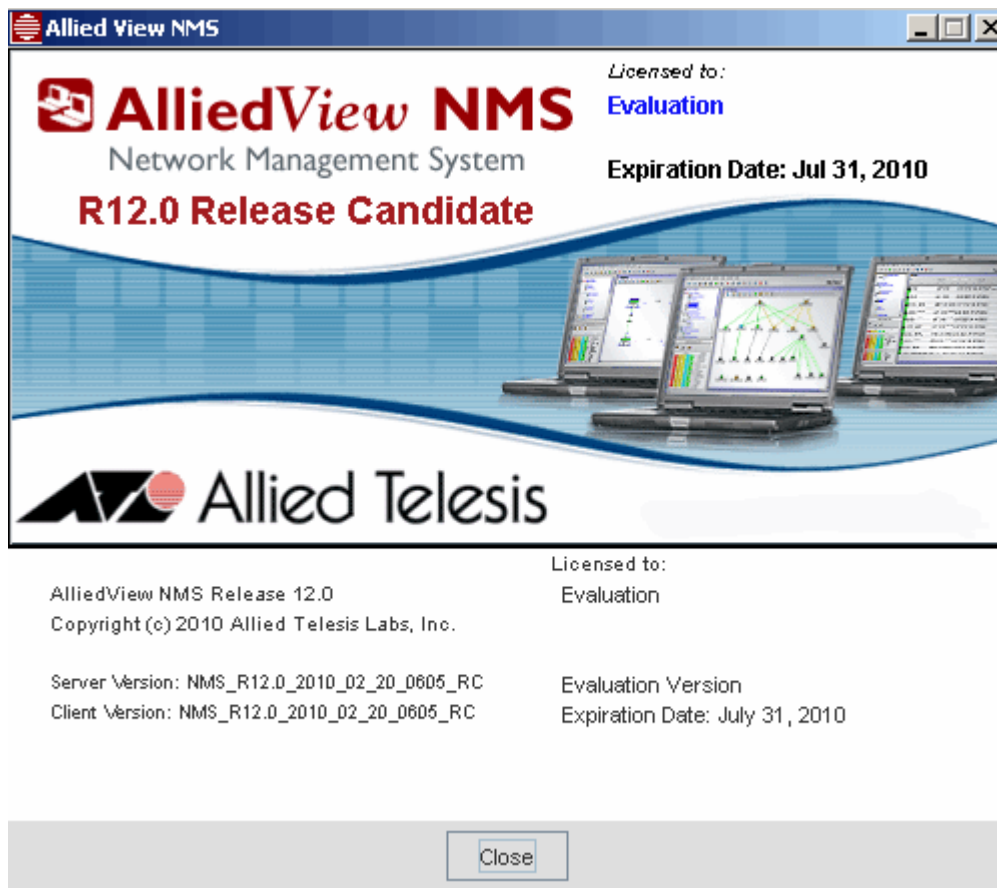 Allied View NMS
AlliedView NMS
Network Management System
R12.0 Release Candidate
Licensed to:
Evaluation
Expiration Date: Jul 31, 2010
Allied Telesis
Licensed to:
AlliedView NMS Release 12.0
Evaluation
Copyright (c) 2010 Allied Telesis Labs, Inc.
Server Version: NMS_R12.0_2010_02_20_0605_RC
Evaluation Version
Client Version: NMS_R12.0_2010_02_20_0605_RC
Expiration Date: July 31, 2010
Close